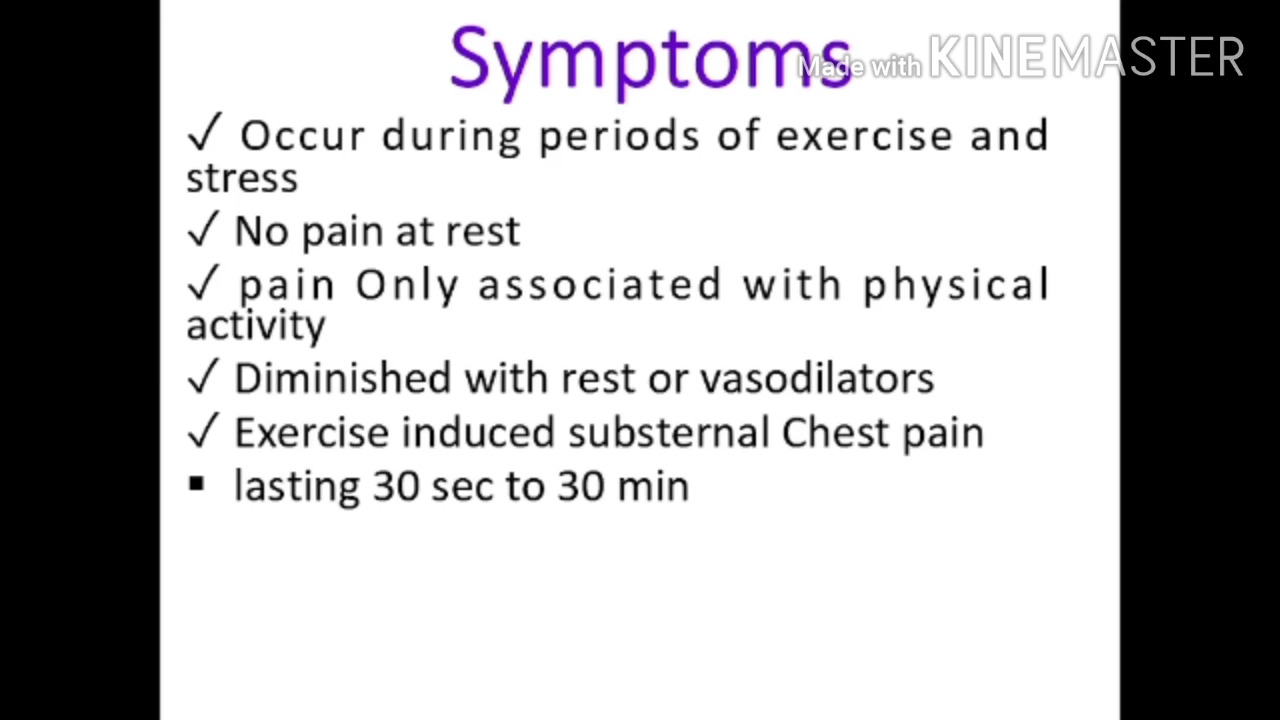 Symptoms
Made with KINEMASTER
✓ Occur during periods of exercise and
stress
✓ No pain at rest
✓ pain Only associated with physical
activity
✓ Diminished with rest or vasodilators
✓ Exercise induced substernal Chest pain
▪ lasting 30 sec to 30 min